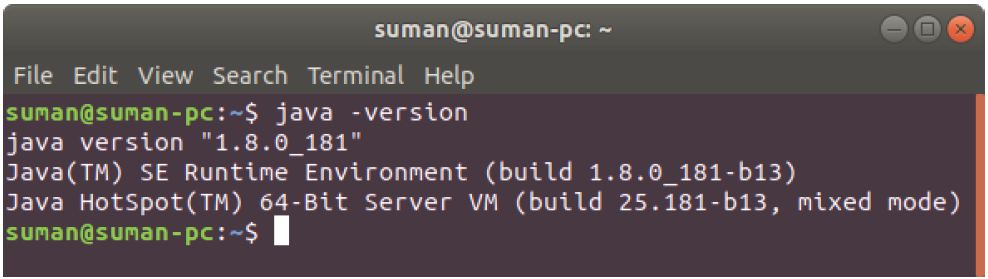 suman@suman-pc: ~
File Edit View Search Terminal Help
suman@suman-pc:~$ java -version
java version "1.8.0_181"
Java(TM) SE Runtime Environment (build 1.8.0_181-b13)
Java HotSpot(TM) 64-Bit Server VM (build 25.181-b13, mixed mode)
suman@suman-pc:~$